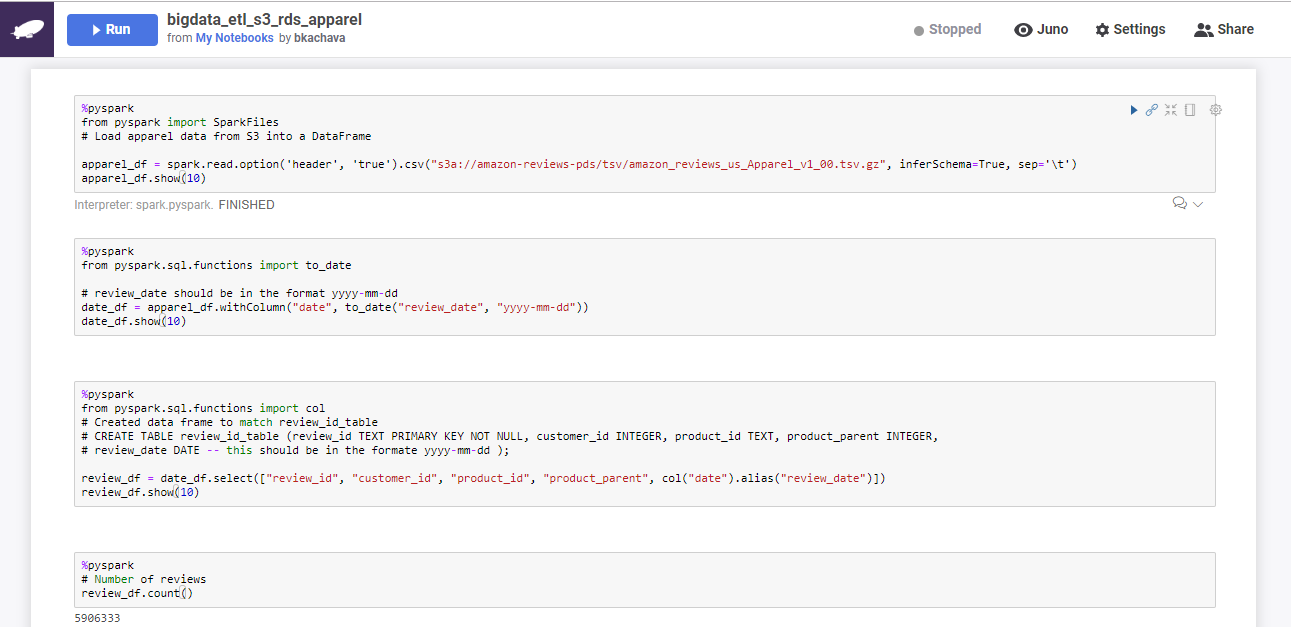 Run
bigdata_etl_s3_rds_apparel
from My Notebooks by bkachava
Stopped
Juno
Settings
Share
%pyspark
from pyspark import SparkFiles
# Load apparel data from S3 into a DataFrame
apparel_df = spark.read.option('header', 'true').csv("s3a://amazon-reviews-pds/tsv/amazon_reviews_us_Apparel_v1_00.tsv.gz", inferSchema=True, sep='\t')
apparel_df.show(10)
Interpreter: spark.pyspark. FINISHED
%pyspark
from pyspark.sql.functions import to_date
# review_date should be in the format yyyy-mm-dd
date_df = apparel_df.withColumn("date", to_date("review_date", "yyyy-mm-dd"))
date_df.show(10)
%pyspark
from pyspark.sql.functions import col
# Created data frame to match review_id_table
# CREATE TABLE review_id_table (review_id TEXT PRIMARY KEY NOT NULL, customer_id INTEGER, product_id TEXT, product_parent INTEGER,
# review_date DATE -- this should be in the formate yyyy-mm-dd );
review_df = date_df.select(["review_id", "customer_id", "product_id", "product_parent", col("date").alias("review_date")])
review_df.show(10)
%pyspark
# Number of reviews
review_df.count()
5906333